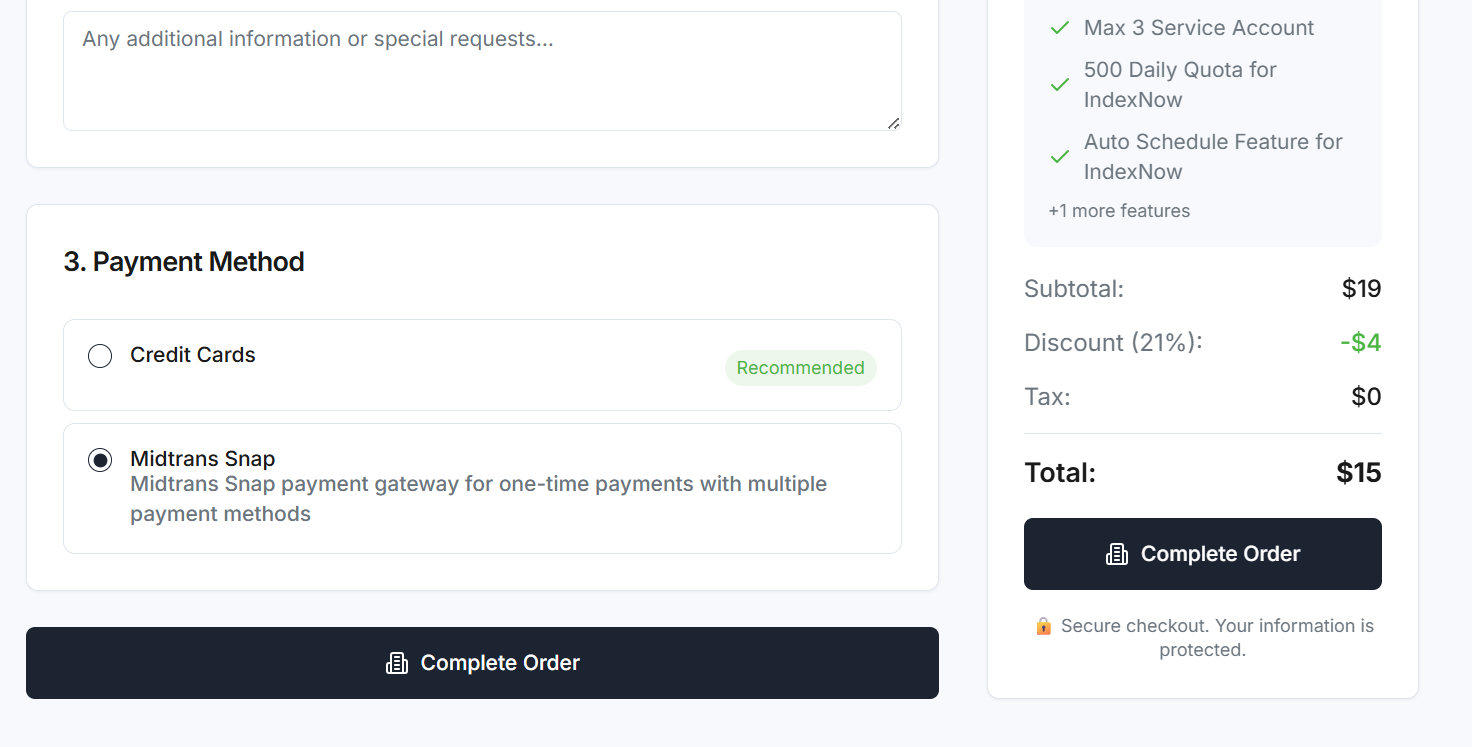 Any additional information or special requests...
3. Payment Method
Credit Cards
Recommended
Midtrans Snap
Midtrans Snap payment gateway for one-time payments with multiple
payment methods
Complete Order
Max 3 Service Account
500 Daily Quota for
IndexNow
Auto Schedule Feature for
IndexNow
+1 more features
Subtotal: $19
Discount (21%): -$4
Tax: $0
Total: $15
Complete Order
🔒 Secure checkout. Your information is
protected.